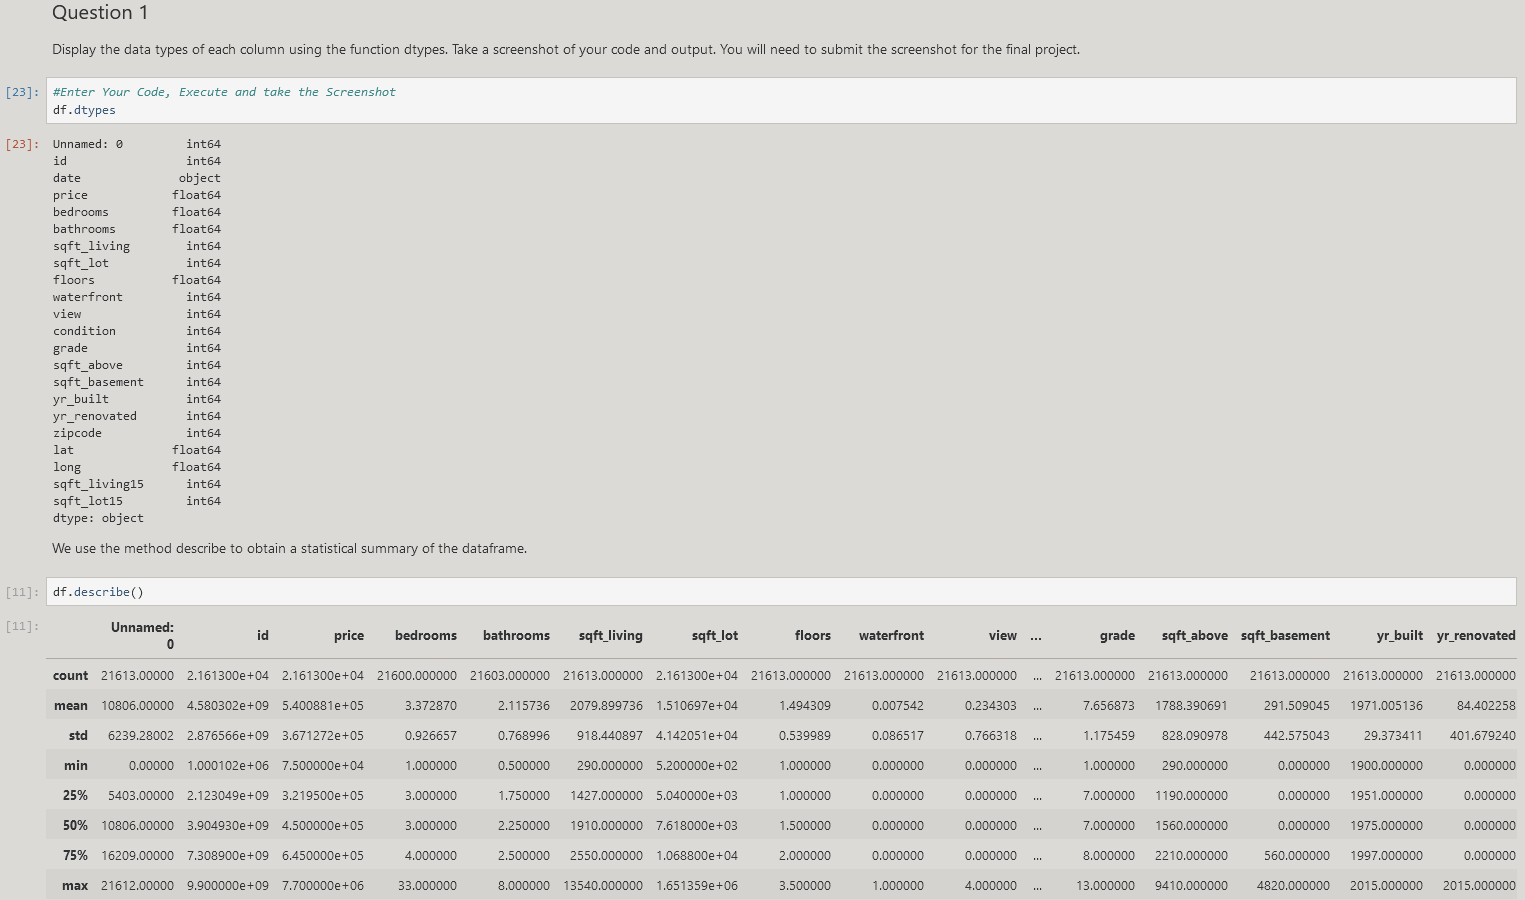 Question 1
Display the data types of each column using the function dtypes. Take a screenshot of your code and output. You will need to submit the screenshot for the final project.
[23]: #Enter Your Code, Execute and take the Screenshot
df.dtypes
[23]: Unnamed: 0 int64
id int64
date object
price float64
bedrooms float64
bathrooms float64
sqft_living int64
sqft_lot int64
floors float64
waterfront int64
view int64
condition int64
grade int64
sqft_above int64
sqft_basement int64
yr_built int64
yr_renovated int64
zipcode int64
lat float64
long float64
sqft_living15 int64
sqft_lot15 int64
dtype: object
We use the method describe to obtain a statistical summary of the dataframe.
[11]: df.describe()
[11]: Unnamed: 0 id price bedrooms bathrooms sqft_living sqft_lot floors waterfront view ... grade sqft_above sqft_basement yr_built yr_renovated
count 21613.00000 2.161300e+04 2.161300e+04 21600.000000 21603.000000 21613.000000 2.161300e+04 21613.000000 21613.000000 21613.000000 ... 21613.000000 21613.000000 21613.000000 21613.000000 21613.000000
mean 10806.00000 4.580302e+09 5.400881e+05 3.372870 2.115736 2079.899736 1.510697e+04 1.494309 0.007542 0.234303 ... 7.656873 1788.390691 291.509045 1971.005136 84.402258
std 6239.28002 2.876566e+09 3.671272e+05 0.926657 0.768996 918.440897 4.142051e+04 0.539989 0.086517 0.766318 ... 1.175459 828.090978 442.575043 29.373411 401.679240
min 0.00000 1.000102e+06 7.500000e+04 1.000000 0.500000 290.000000 5.200000e+02 1.000000 0.000000 0.000000 ... 1.000000 290.000000 0.000000 1900.000000 0.000000
25% 5403.00000 2.123049e+09 3.219500e+05 3.000000 1.750000 1427.000000 5.040000e+03 1.000000 0.000000 0.000000 ... 7.000000 1190.000000 0.000000 1951.000000 0.000000
50% 10806.00000 3.904930e+09 4.500000e+05 3.000000 2.250000 1910.000000 7.618000e+03 1.500000 0.000000 0.000000 ... 7.000000 1560.000000 0.000000 1975.000000 0.000000
75% 16209.00000 7.308900e+09 6.450000e+05 4.000000 2.500000 2550.000000 1.068800e+04 2.000000 0.000000 0.000000 ... 8.000000 2210.000000 560.000000 1997.000000 0.000000
max 21612.00000 9.900000e+09 7.700000e+06 33.000000 8.000000 13540.000000 1.651359e+06 3.500000 1.000000 4.000000 ... 13.000000 9410.000000 4820.000000 2015.000000 2015.000000